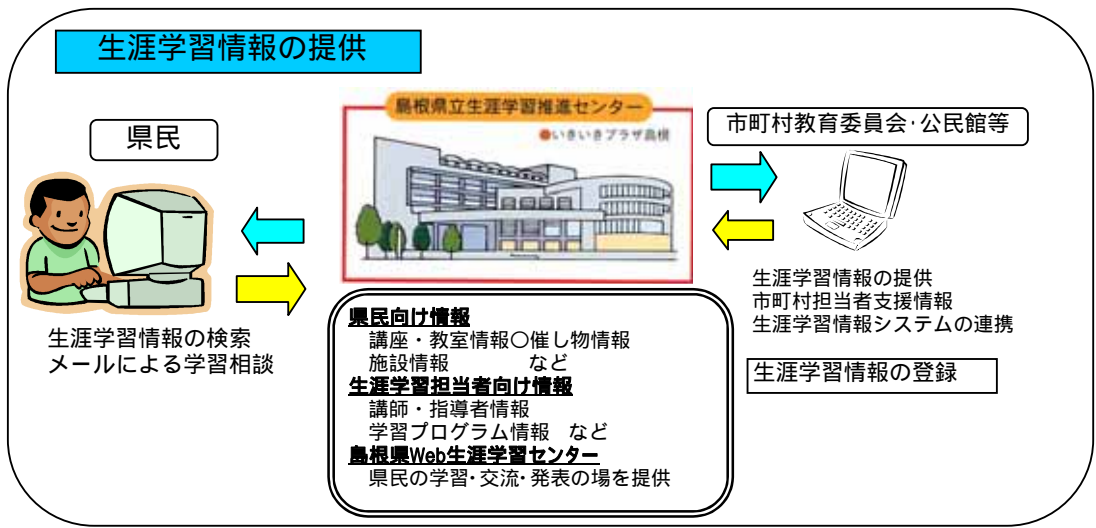 生涯学習情報の提供
県民
生涯学習情報の検索
メールによる学習相談
島根県立生涯学習推進センター
●いきいきプラザ島根
県民向け情報
講座・教室情報○催し物情報
施設情報 など
生涯学習担当者向け情報
講師・指導者情報
学習プログラム情報 など
島根県Web生涯学習センター
県民の学習･交流･発表の場を提供
市町村教育委員会･公民館等
生涯学習情報の提供
市町村担当者支援情報
生涯学習情報システムの連携
生涯学習情報の登録